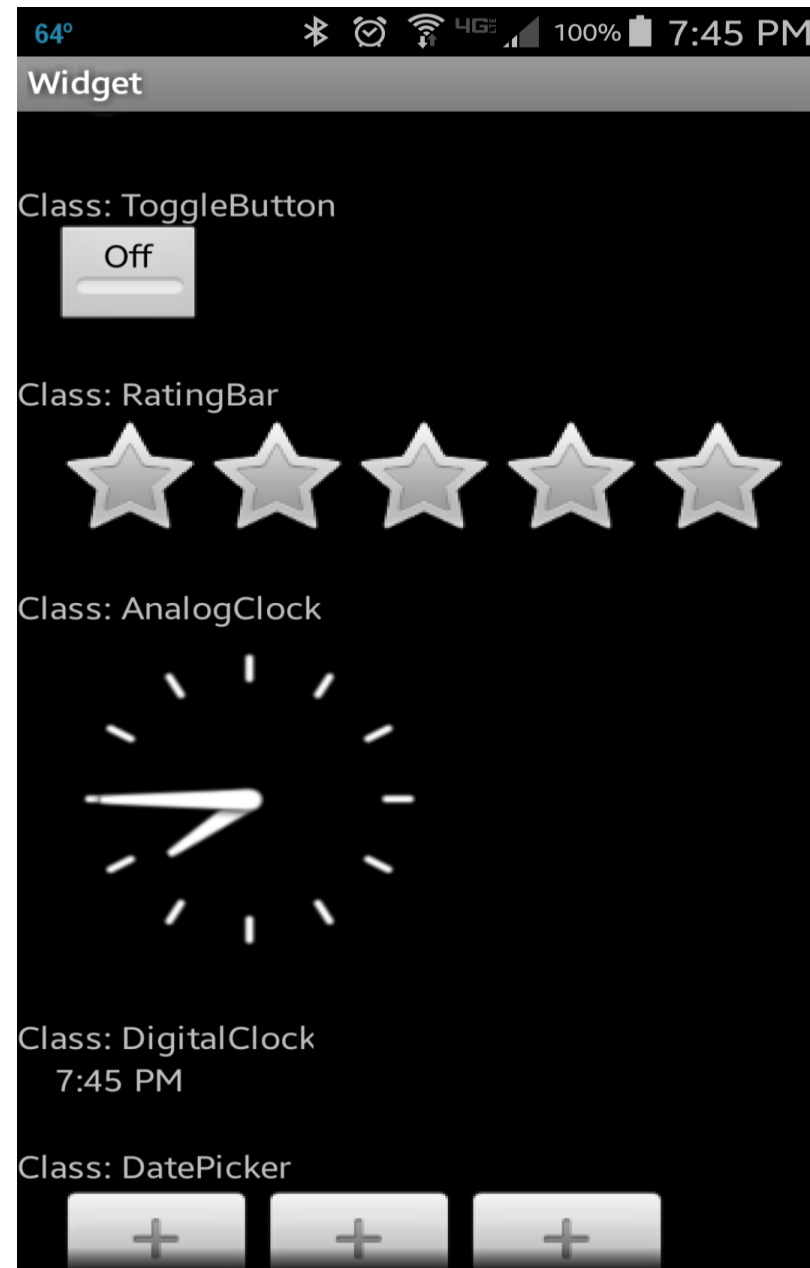 64° 4G 100% 7:45 PM
Widget
Class: ToggleButton
Off
Class: RatingBar
Class: AnalogClock
Class: DigitalClock
7:45 PM
Class: DatePicker
+ + +